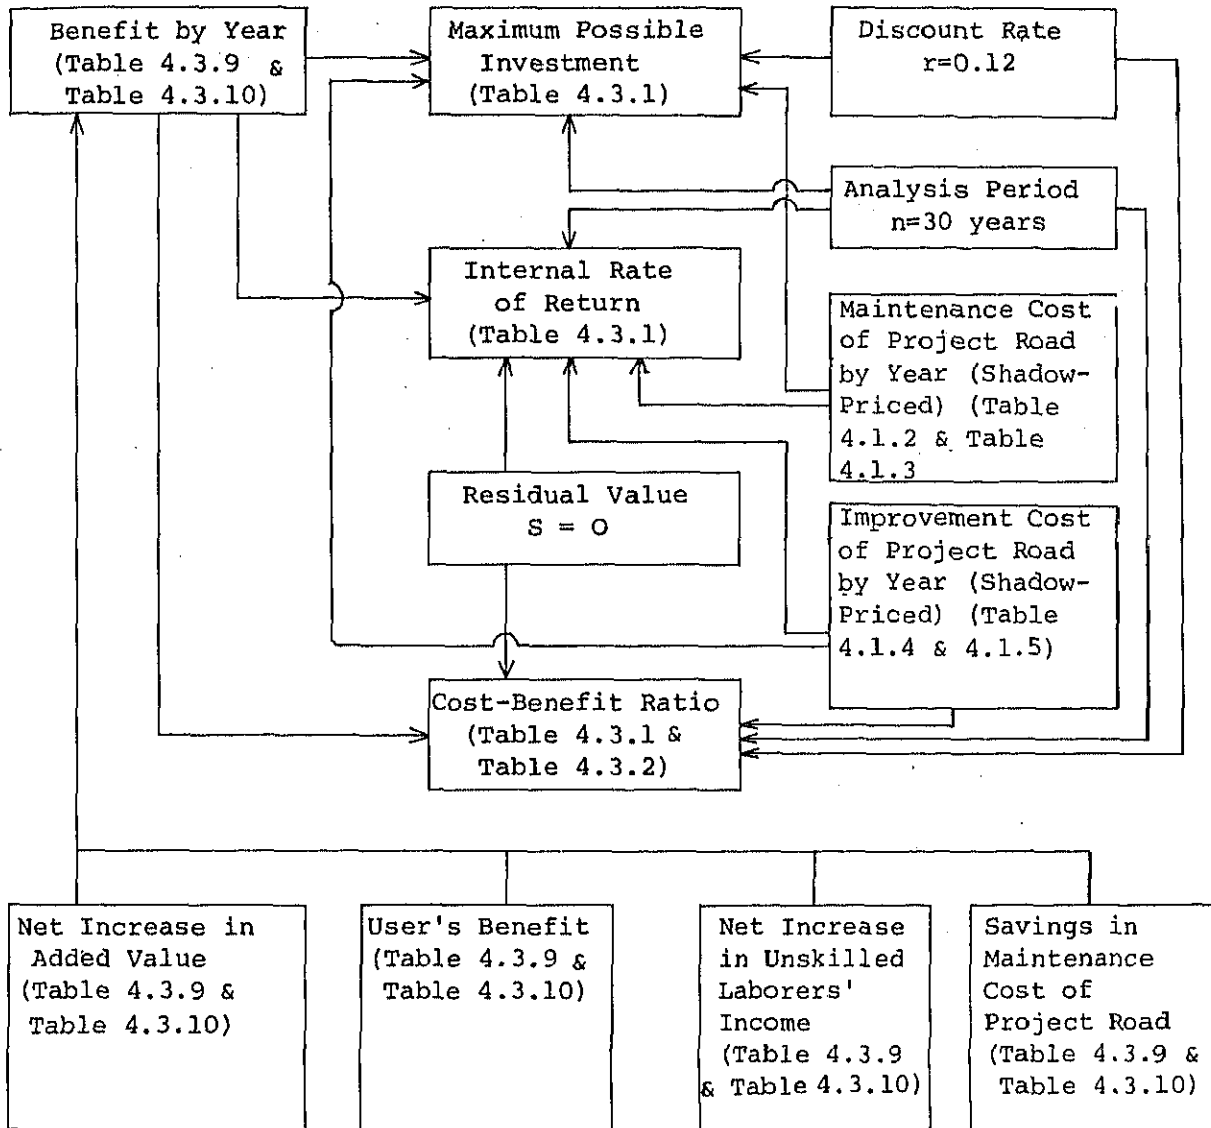 Benefit by Year
(Table 4.3.9 &
Table 4.3.10)
Maximum Possible
Investment
(Table 4.3.1)
Discount Rate
r=0.12
Analysis Period
n=30 years
Internal Rate
of Return
(Table 4.3.1)
Maintenance Cost
of Project Road
by Year (Shadow-
Priced) (Table
4.1.2 & Table
4.1.3
Residual Value
S = O
Improvement Cost
of Project Road
by Year (Shadow-
Priced) (Table
4.1.4 & 4.1.5)
Cost-Benefit Ratio
(Table 4.3.1 &
Table 4.3.2)
Net Increase in
Added Value
(Table 4.3.9 &
Table 4.3.10)
User's Benefit
(Table 4.3.9 &
Table 4.3.10)
Net Increase
in Unskilled
Laborers'
Income
(Table 4.3.9
& Table 4.3.10)
Savings in
Maintenance
Cost of
Project Road
(Table 4.3.9 &
Table 4.3.10)